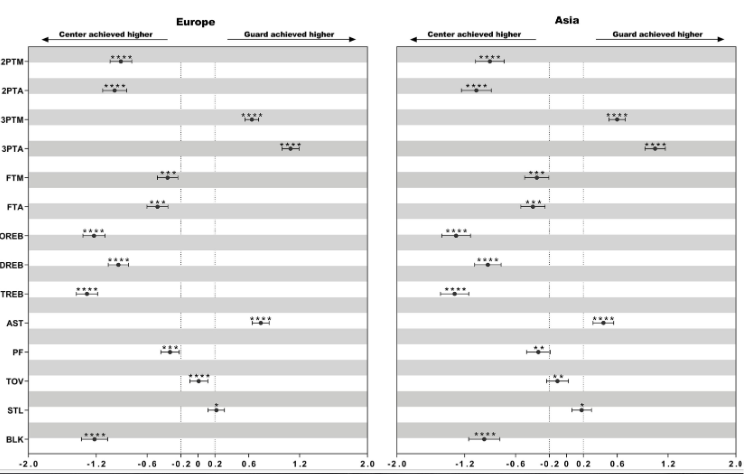 Europe
Asia
Center achieved higher
Guard achieved higher
Center achieved higher
Guard achieved higher
2PTM
****
****
2PTA
****
****
3PTM
****
****
3PTA
****
****
FTM
***
***
FTA
***
***
OREB
****
****
DREB
****
****
TREB
****
****
AST
****
****
PF
***
**
TOV
****
**
STL
*
*
BLK
****
****
-2.0 -1.2 -0.6 -0.2 0 0.2 0.6 1.2 2.0
-2.0 -1.2 -0.6 -0.2 0 0.2 0.6 1.2 2.0